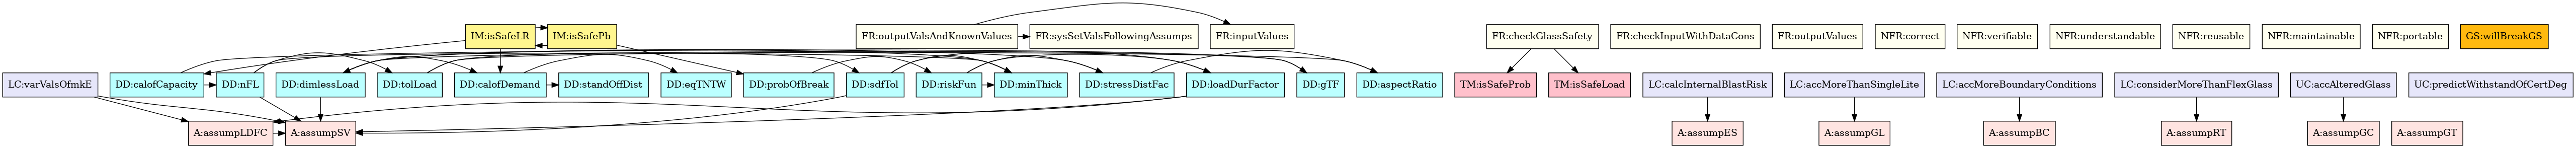 IM:isSafeLR
IM:isSafePb
FR:outputValsAndKnownValues
FR:sysSetValsFollowingAssumps
FR:inputValues
FR:checkGlassSafety
FR:checkInputWithDataCons
FR:outputValues
NFR:correct
NFR:verifiable
NFR:understandable
NFR:reusable
NFR:maintainable
NFR:portable
GS:willBreakGS
LC:varValsOfmkE
DD:calofCapacity
DD:nFL
DD:dimlessLoad
DD:tolLoad
DD:calofDemand
DD:standOffDist
DD:eqTNTW
DD:probOfBreak
DD:sdfTol
DD:riskFun
DD:minThick
DD:stressDistFac
DD:loadDurFactor
DD:gTF
DD:aspectRatio
TM:isSafeProb
TM:isSafeLoad
LC:calcInternalBlastRisk
LC:accMoreThanSingleLite
LC:accMoreBoundaryConditions
LC:considerMoreThanFlexGlass
UC:accAlteredGlass
UC:predictWithstandOfCertDeg
A:assumpLDFC
A:assumpSV
A:assumpES
A:assumpGL
A:assumpBC
A:assumpRT
A:assumpGC
A:assumpGT